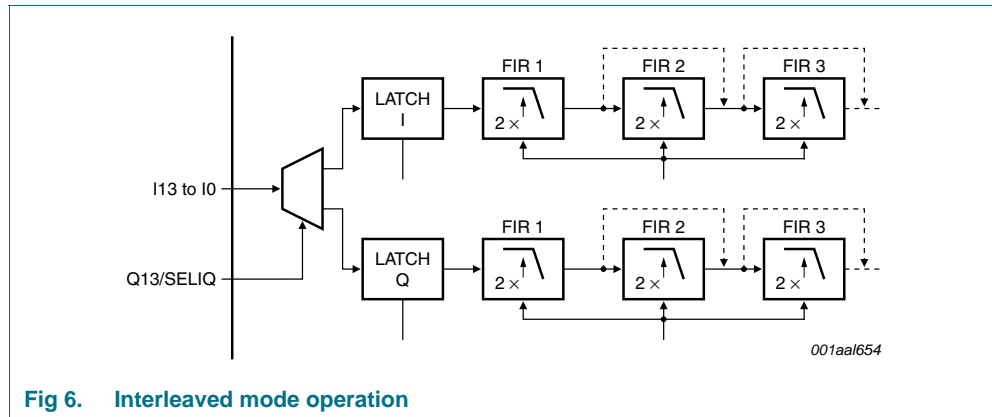 FIR 1 FIR 2 FIR 3
LATCH
I
2 × 2 × 2 ×
I13 to I0
FIR 1 FIR 2 FIR 3
LATCH
Q
Q13/SELIQ
2 × 2 × 2 ×
001aal654
Fig 6. Interleaved mode operation